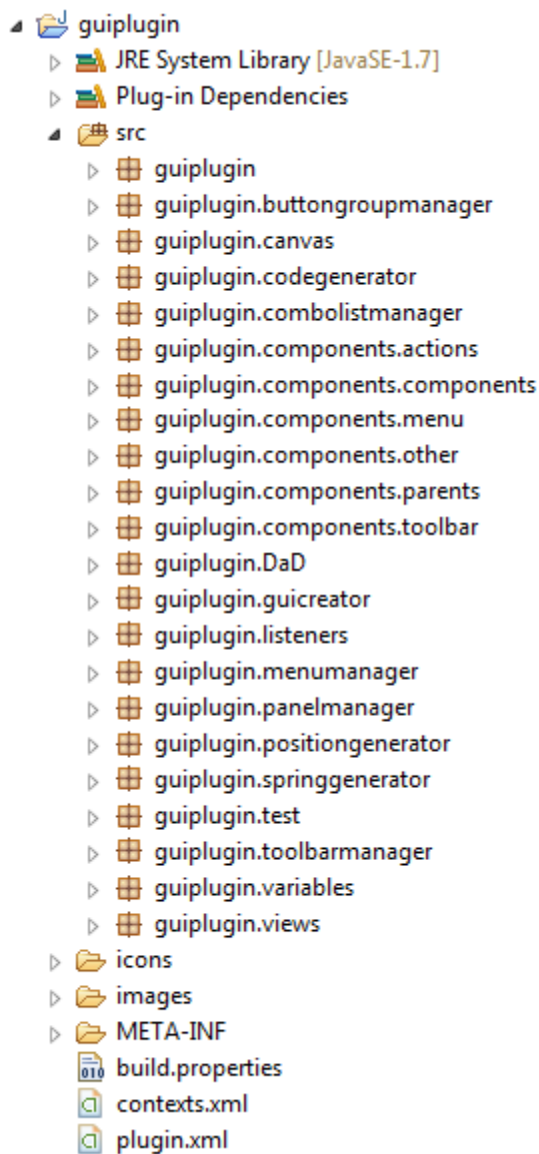 guiplugin
JRE System Library [JavaSE-1.7]
Plug-in Dependencies
src
guiplugin
guiplugin.buttongroupmanager
guiplugin.canvas
guiplugin.codegenerator
guiplugin.combolistmanager
guiplugin.components.actions
guiplugin.components.components
guiplugin.components.menu
guiplugin.components.other
guiplugin.components.parents
guiplugin.components.toolbar
guiplugin.DaD
guiplugin.guicreator
guiplugin.listeners
guiplugin.menumanager
guiplugin.panelmanager
guiplugin.positiongenerator
guiplugin.springgenerator
guiplugin.test
guiplugin.toolbarmanager
guiplugin.variables
guiplugin.views
icons
images
META-INF
build.properties
contexts.xml
plugin.xml